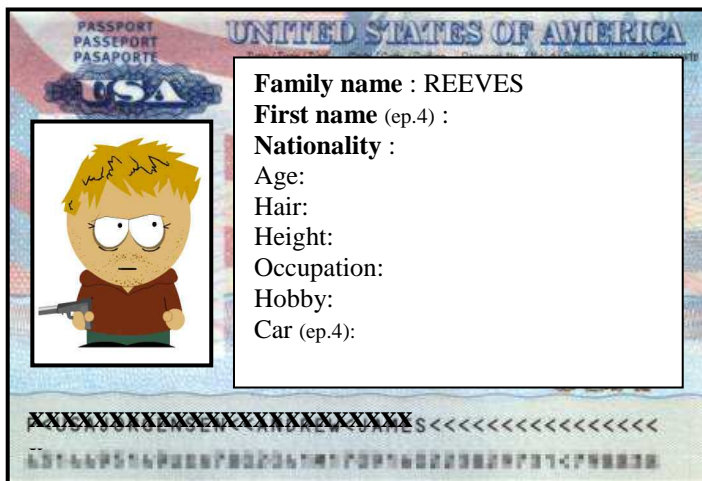 PASSPORT
PASSEPORT
PASAPORTE
UNITED STATES OF AMERICA
USA
Family name : REEVES
First name (ep.4) :
Nationality :
Age:
Hair:
Height:
Occupation:
Hobby:
Car (ep.4):
XXXXXXXXXXXXXXXXXXXXXXXX S<<<<<<<<<<<<<<<<<